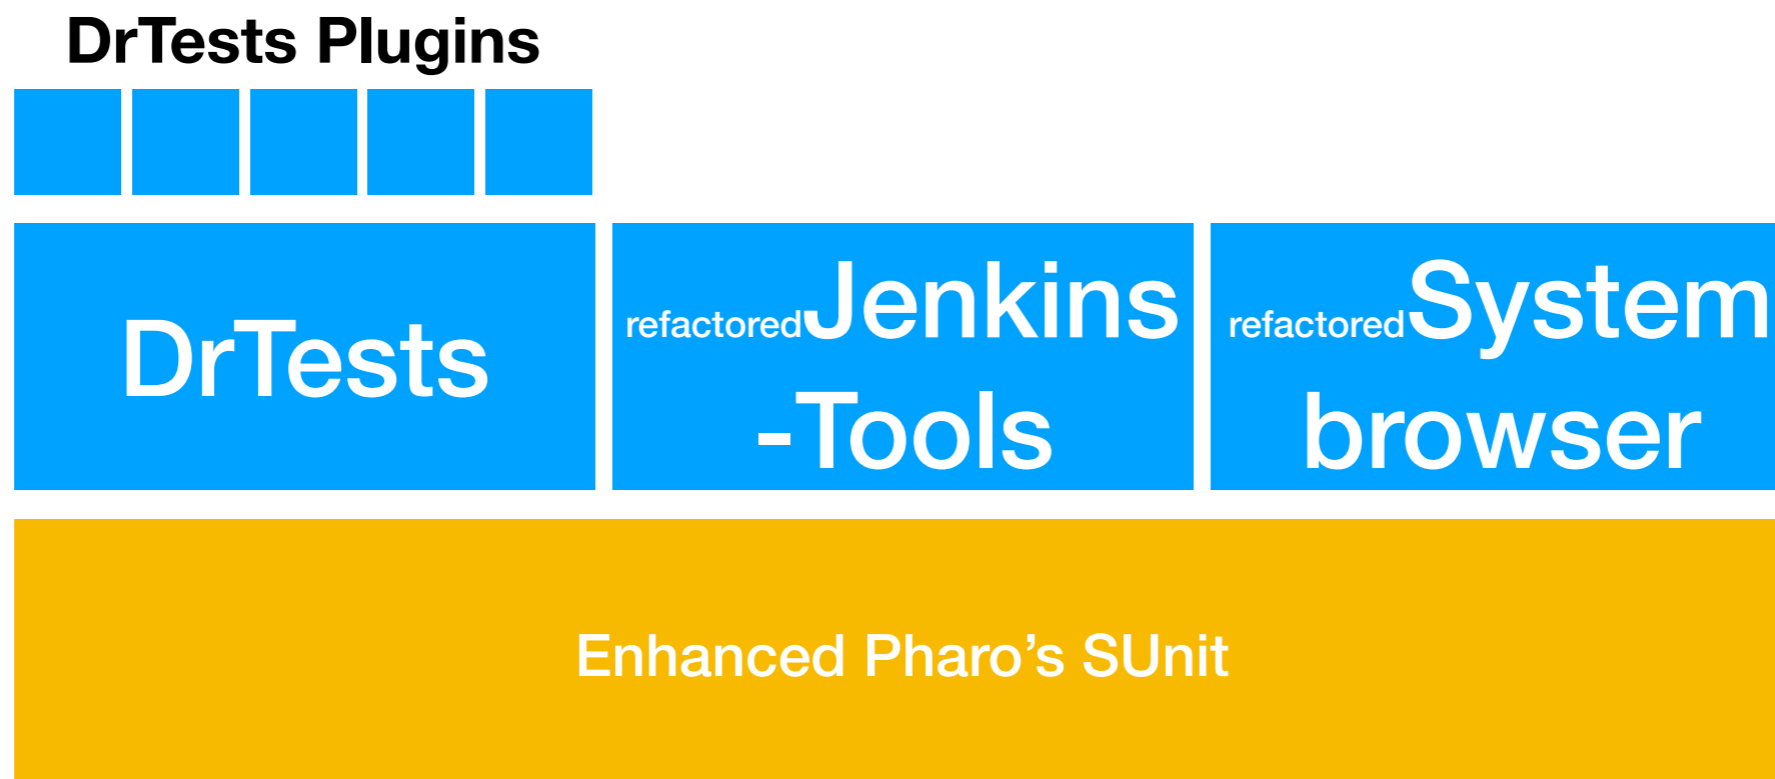 DrTests Plugins
DrTests
refactoredJenkins
-Tools
refactoredSystem
browser
Enhanced Pharo’s SUnit